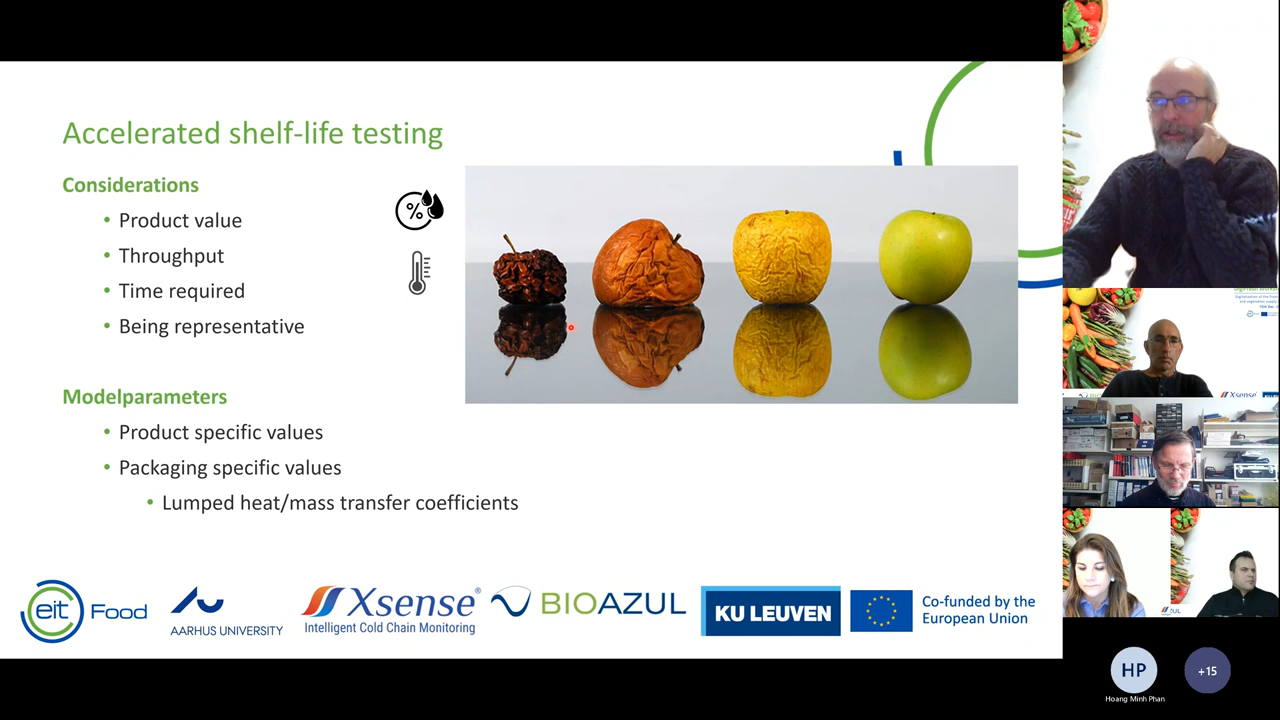 Accelerated shelf-life testing
Considerations
• Product value
• Throughput
• Time required
• Being representative
%
Modelparameters
• Product specific values
• Packaging specific values
• Lumped heat/mass transfer coefficients
eit Food
AARHUS UNIVERSITY
Xsense®
Intelligent Cold Chain Monitoring
BIOAZUL
KU LEUVEN
Co-funded by the
European Union
HP
Hoang Minh Phan
+15